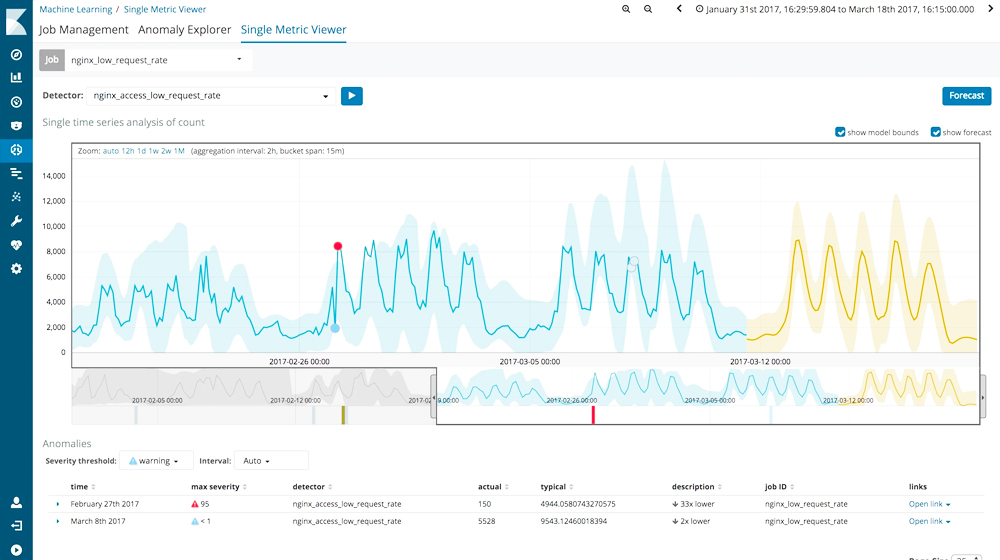 Machine Learning / Single Metric Viewer
January 31st 2017, 16:29:59.804 to March 18th 2017, 16:15:00.000
Job Management Anomaly Explorer Single Metric Viewer
Job nginx_low_request_rate
Detector: nginx_access_low_request_rate Forecast
Single time series analysis of count
show model bounds show forecast
Zoom: auto 12h 1d 1w 2w 1M (aggregation interval: 2h, bucket span: 15m)
14,000
12,000
10,000
8,000
6,000
4,000
2,000
0
2017-02-26 00:00 2017-03-05 00:00 2017-03-12 00:00
2017-02-05 00:00 2017-02-12 00:00 2017-02-19 00:00 2017-02-26 00:00 2017-03-05 00:00 2017-03-12 00:00
Anomalies
Severity threshold: warning Interval: Auto
time max severity detector actual typical description job ID links
February 27th 2017 95 nginx_access_low_request_rate 150 4944.0580743270575 33x lower nginx_low_request_rate Open link
March 8th 2017 < 1 nginx_access_low_request_rate 5528 9543.12460018394 2x lower nginx_low_request_rate Open link